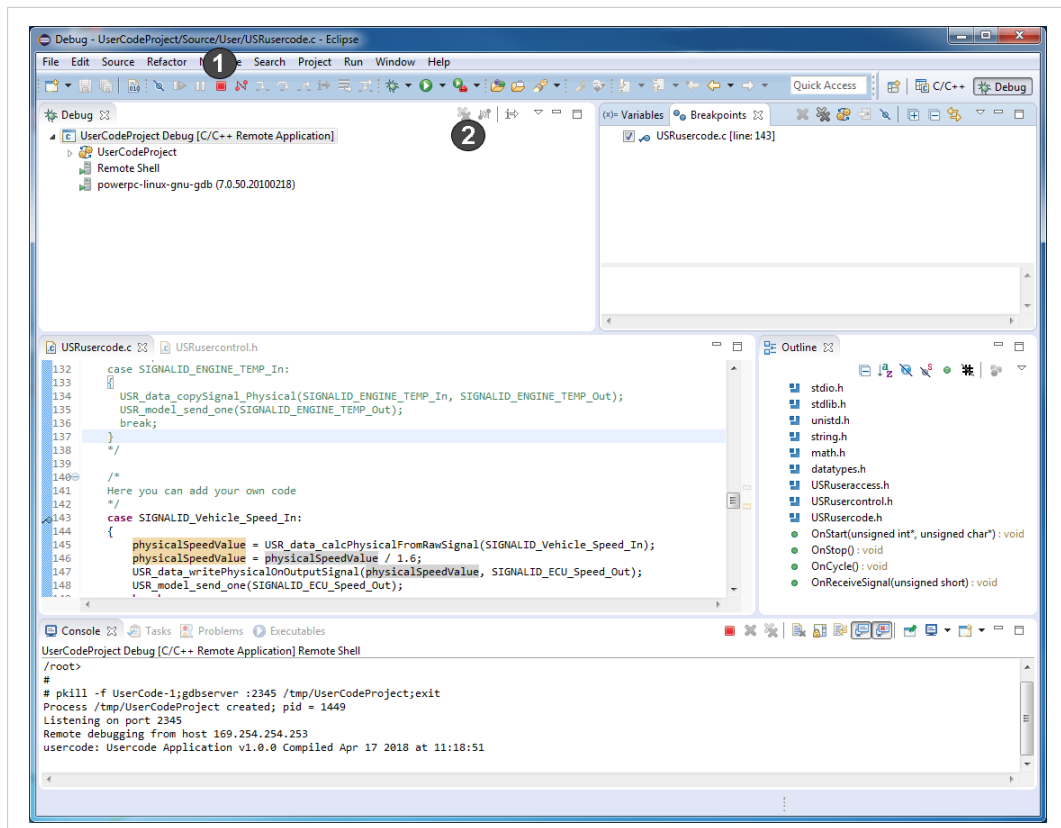 Debug - UserCodeProject/Source/User/USRusercode.c - Eclipse
File Edit Source Refactor Search Project Run Window Help
1
Quick Access C/C++ Debug
Debug
2
UserCodeProject Debug [C/C++ Remote Application]
UserCodeProject
Remote Shell
powerpc-linux-gnu-gdb (7.0.50.20100218)
(x)= Variables Breakpoints
USRusercode.c [line: 143]
USRusercode.c USRusercontrol.h
132 case SIGNALID_ENGINE_TEMP_In:
133 {
134 USR_data_copySignal_Physical(SIGNALID_ENGINE_TEMP_In, SIGNALID_ENGINE_TEMP_Out);
135 USR_model_send_one(SIGNALID_ENGINE_TEMP_Out);
136 break;
137 }
138 */
139
140 /*
141 Here you can add your own code
142 */
143 case SIGNALID_Vehicle_Speed_In:
144 {
145 physicalSpeedValue = USR_data_calcPhysicalFromRawSignal(SIGNALID_Vehicle_Speed_In);
146 physicalSpeedValue = physicalSpeedValue / 1.6;
147 USR_data_writePhysicalOnOutputSignal(physicalSpeedValue, SIGNALID_ECU_Speed_Out);
148 USR_model_send_one(SIGNALID_ECU_Speed_Out);
Outline
stdio.h
stdlib.h
unistd.h
string.h
math.h
datatypes.h
USRuseraccess.h
USRusercontrol.h
USRusercode.h
OnStart(unsigned int*, unsigned char*) : void
OnStop() : void
OnCycle() : void
OnReceiveSignal(unsigned short) : void
Console Tasks Problems Executables
UserCodeProject Debug [C/C++ Remote Application] Remote Shell
/root>
#
# pkill -f UserCode-1;gdbserver :2345 /tmp/UserCodeProject;exit
Process /tmp/UserCodeProject created; pid = 1449
Listening on port 2345
Remote debugging from host 169.254.254.253
usercode: Usercode Application v1.0.0 Compiled Apr 17 2018 at 11:18:51